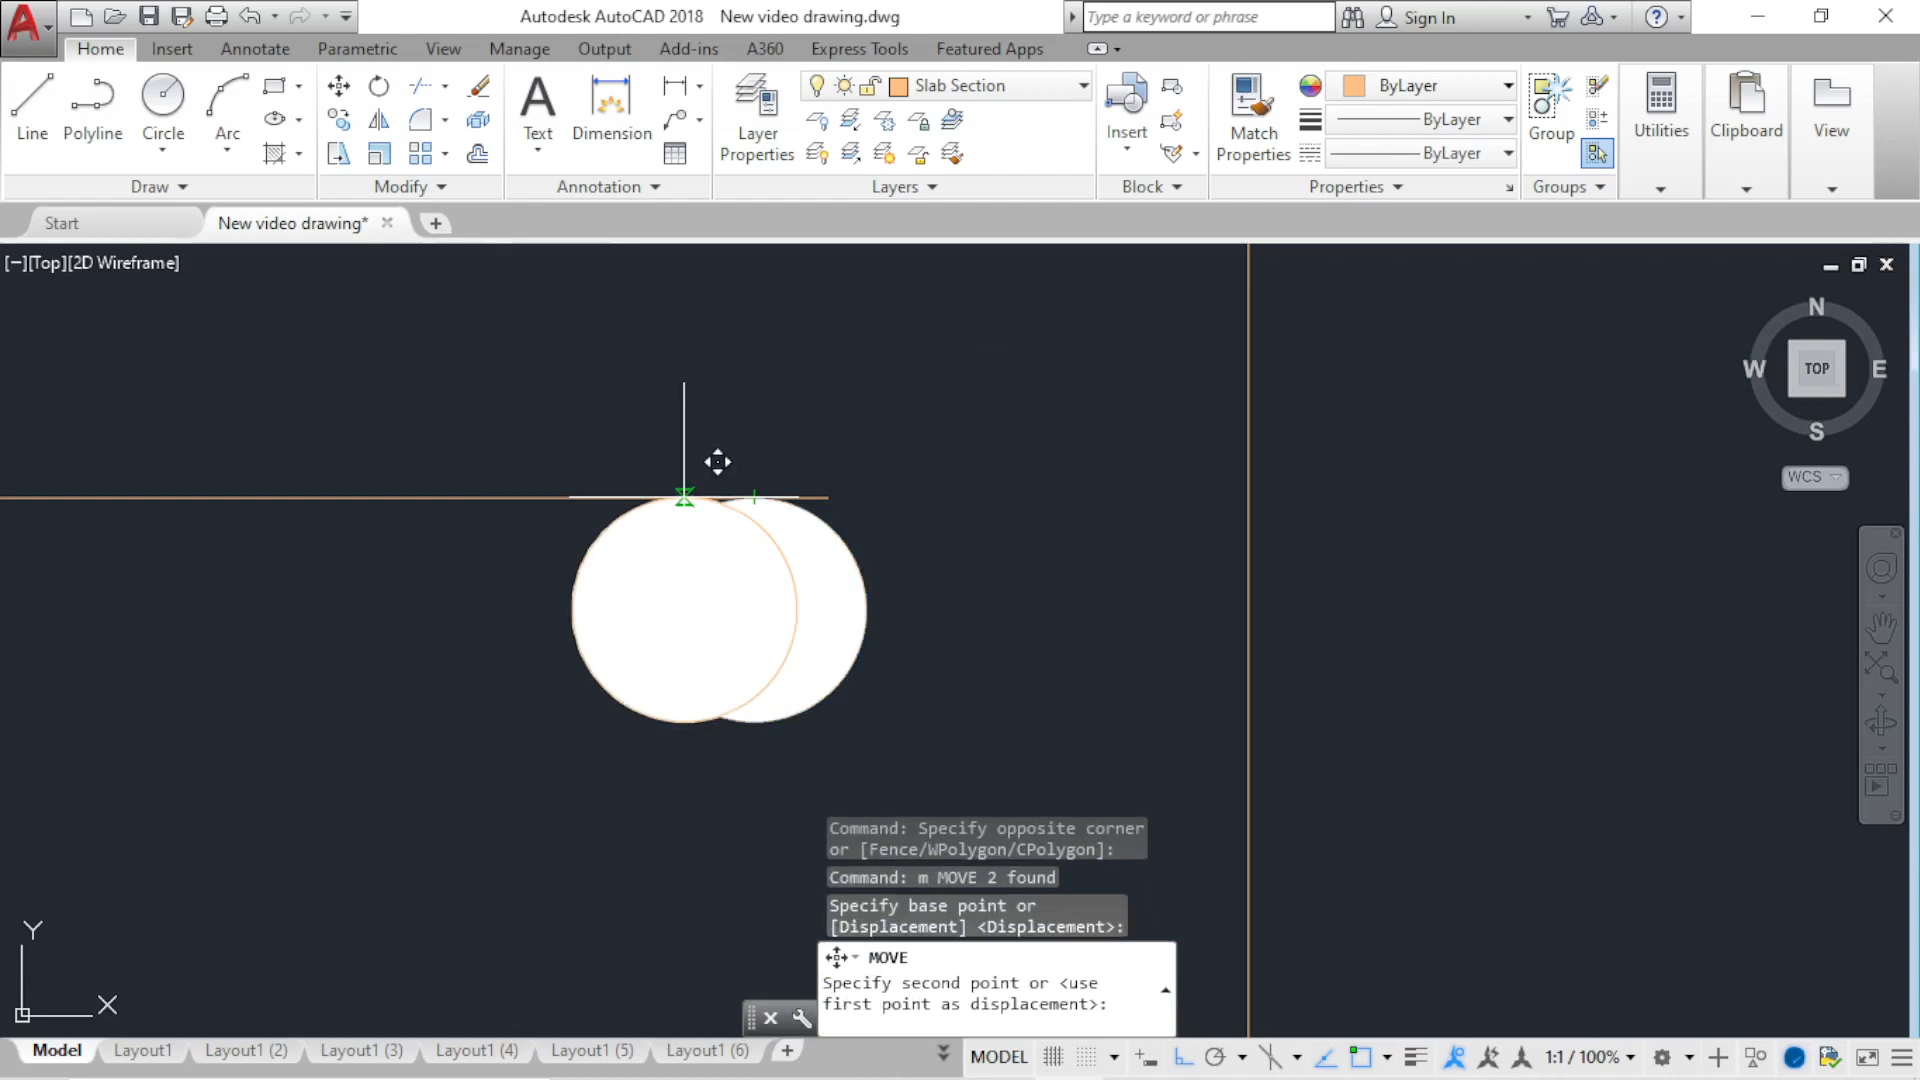 A Autodesk AutoCAD 2018 New video drawing.dwg Type a keyword or phrase Sign In ?
Home Insert Annotate Parametric View Manage Output Add-ins A360 Express Tools Featured Apps
Slab Section
ByLayer
ByLayer
ByLayer
Line Polyline Circle Arc
A Text Dimension
Layer Properties
Insert
Match Properties
Group Utilities Clipboard View
Draw Modify Annotation Layers Block Properties Groups
Start New video drawing*
[−][Top][2D Wireframe]
N
W TOP E
S
WCS
Command: Specify opposite corner
or [Fence/WPolygon/CPolygon]:
Command: m MOVE 2 found
Specify base point or
[Displacement] <Displacement>:
MOVE
Specify second point or <use
first point as displacement>:
Y
X
Model Layout1 Layout1 (2) Layout1 (3) Layout1 (4) Layout1 (5) Layout1 (6) + MODEL 1:1 / 100%